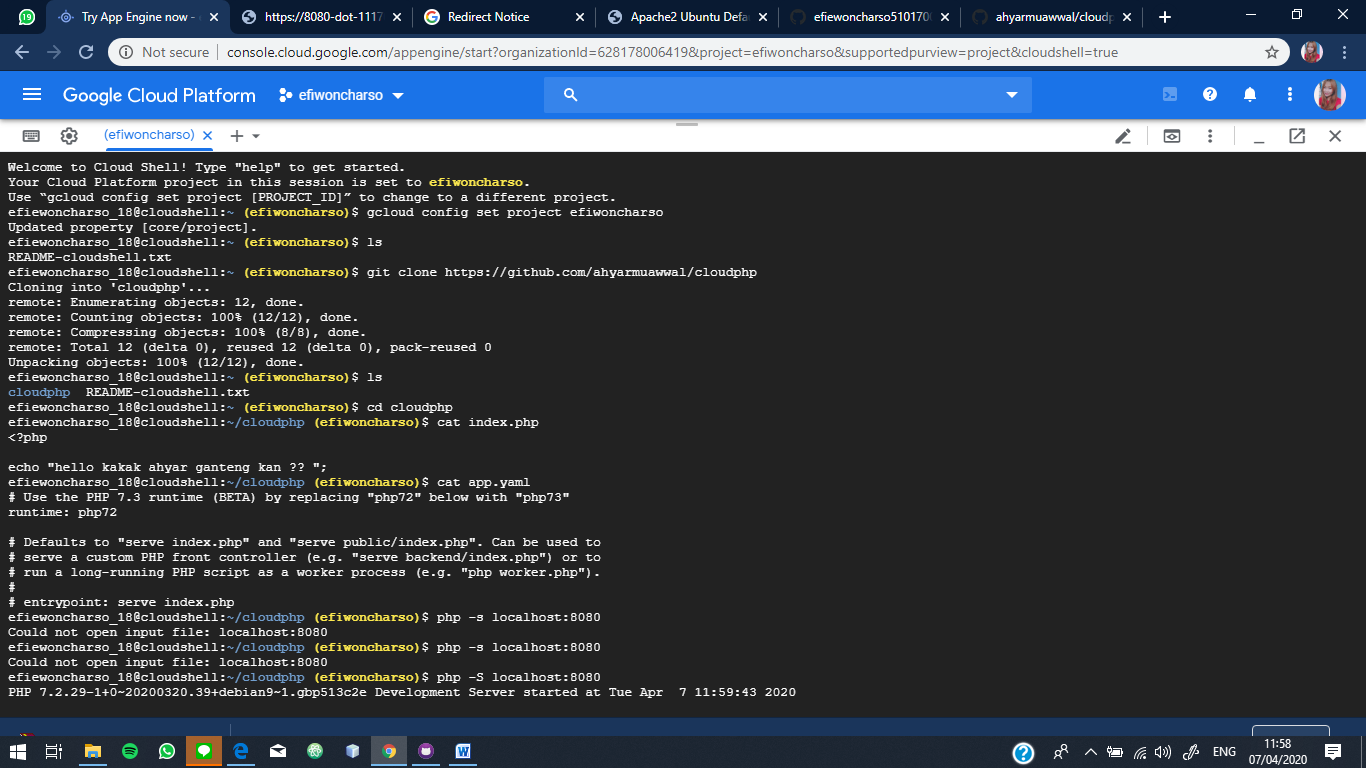 19
Try App Engine now -
https://8080-dot-1117
Redirect Notice
Apache2 Ubuntu Defa
efiewoncharso5101700
ahyarmuawwal/cloudp
Not secure
console.cloud.google.com/appengine/start?organizationId=628178006419&project=efiwoncharso&supportedpurview=project&cloudshell=true
Google Cloud Platform
efiwoncharso
(efiwoncharso)
Welcome to Cloud Shell! Type "help" to get started.
Your Cloud Platform project in this session is set to efiwoncharso.
Use “gcloud config set project [PROJECT_ID]” to change to a different project.
efiewoncharso_18@cloudshell:~ (efiwoncharso)$ gcloud config set project efiwoncharso
Updated property [core/project].
efiewoncharso_18@cloudshell:~ (efiwoncharso)$ ls
README-cloudshell.txt
efiewoncharso_18@cloudshell:~ (efiwoncharso)$ git clone https://github.com/ahyarmuawwal/cloudphp
Cloning into 'cloudphp'...
remote: Enumerating objects: 12, done.
remote: Counting objects: 100% (12/12), done.
remote: Compressing objects: 100% (8/8), done.
remote: Total 12 (delta 0), reused 12 (delta 0), pack-reused 0
Unpacking objects: 100% (12/12), done.
efiewoncharso_18@cloudshell:~ (efiwoncharso)$ ls
cloudphp  README-cloudshell.txt
efiewoncharso_18@cloudshell:~ (efiwoncharso)$ cd cloudphp
efiewoncharso_18@cloudshell:~/cloudphp (efiwoncharso)$ cat index.php
<?php
echo "hello kakak ahyar ganteng kan ?? ";
efiewoncharso_18@cloudshell:~/cloudphp (efiwoncharso)$ cat app.yaml
# Use the PHP 7.3 runtime (BETA) by replacing "php72" below with "php73"
runtime: php72
# Defaults to "serve index.php" and "serve public/index.php". Can be used to
# serve a custom PHP front controller (e.g. "serve backend/index.php") or to
# run a long-running PHP script as a worker process (e.g. "php worker.php").
#
# entrypoint: serve index.php
efiewoncharso_18@cloudshell:~/cloudphp (efiwoncharso)$ php -s localhost:8080
Could not open input file: localhost:8080
efiewoncharso_18@cloudshell:~/cloudphp (efiwoncharso)$ php -s localhost:8080
Could not open input file: localhost:8080
efiewoncharso_18@cloudshell:~/cloudphp (efiwoncharso)$ php -S localhost:8080
PHP 7.2.29-1+0~20200320.39+debian9~1.gbp513c2e Development Server started at Tue Apr  7 11:59:43 2020
ENG
11:58
07/04/2020